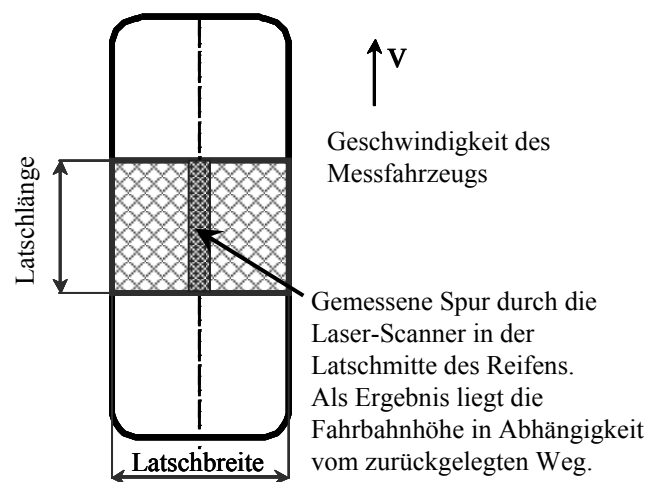 v
Geschwindigkeit des
Messfahrzeugs
Latschlänge
Gemessene Spur durch die
Laser-Scanner in der
Latschmitte des Reifens.
Als Ergebnis liegt die
Fahrbahnhöhe in Abhängigkeit
vom zurückgelegten Weg.
Latschbreite